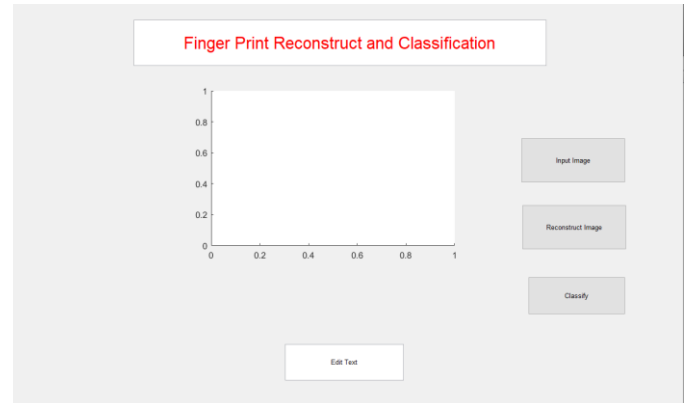 Finger Print Reconstruct and Classification
1
0.8
0.6
0.4
0.2
0
0 0.2 0.4 0.6 0.8 1
Input Image
Reconstruct Image
Classify
Edit Text